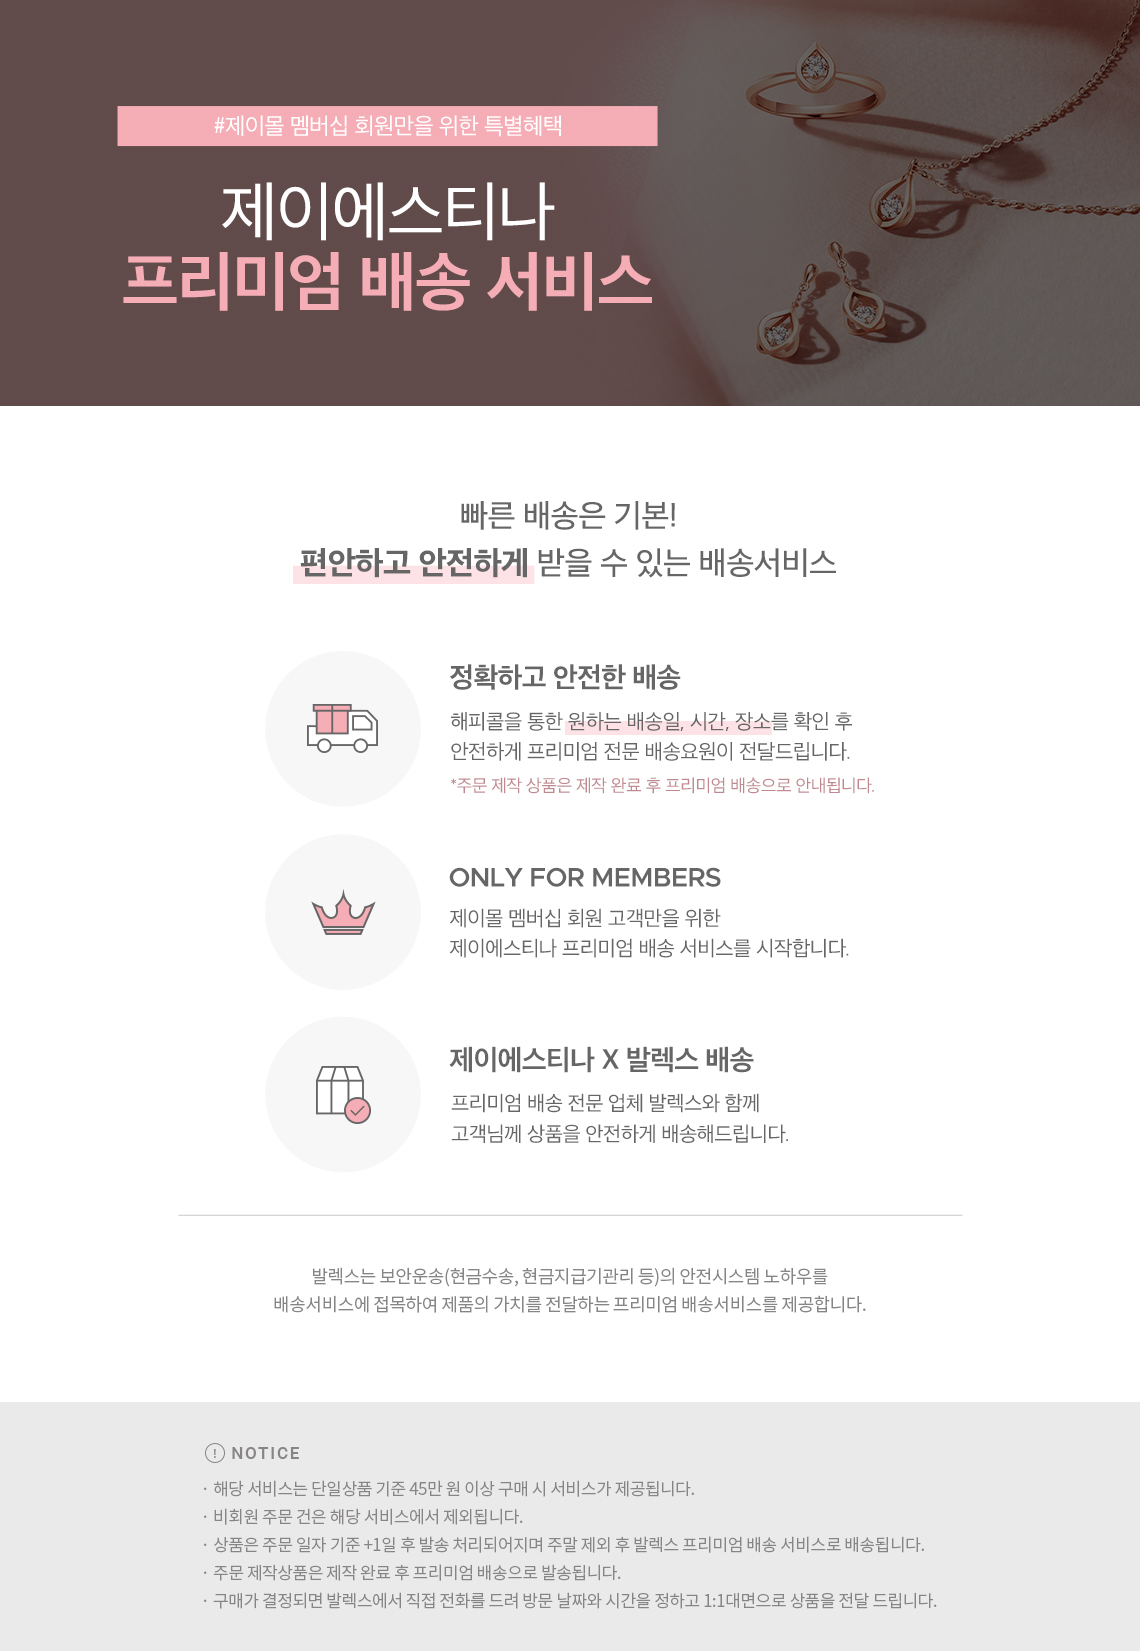 #제이몰 멤버십 회원만을 위한 특별혜택
제이에스티나
프리미엄 배송 서비스
빠른 배송은 기본!
편안하고 안전하게 받을 수 있는 배송서비스
정확하고 안전한 배송
해피콜을 통한 원하는 배송일, 시간, 장소를 확인 후
안전하게 프리미엄 전문 배송요원이 전달드립니다.
*주문 제작 상품은 제작 완료 후 프리미엄 배송으로 안내됩니다.
ONLY FOR MEMBERS
제이몰 멤버십 회원 고객만을 위한
제이에스티나 프리미엄 배송 서비스를 시작합니다.
제이에스티나 X 발렉스 배송
프리미엄 배송 전문 업체 발렉스와 함께
고객님께 상품을 안전하게 배송해드립니다.
발렉스는 보안운송(현금수송, 현금지급기관리 등)의 안전시스템 노하우를
배송서비스에 접목하여 제품의 가치를 전달하는 프리미엄 배송서비스를 제공합니다.
! NOTICE
· 해당 서비스는 단일상품 기준 45만 원 이상 구매 시 서비스가 제공됩니다.
· 비회원 주문 건은 해당 서비스에서 제외됩니다.
· 상품은 주문 일자 기준 +1일 후 발송 처리되어지며 주말 제외 후 발렉스 프리미엄 배송 서비스로 배송됩니다.
· 주문 제작상품은 제작 완료 후 프리미엄 배송으로 발송됩니다.
· 구매가 결정되면 발렉스에서 직접 전화를 드려 방문 날짜와 시간을 정하고 1:1대면으로 상품을 전달 드립니다.